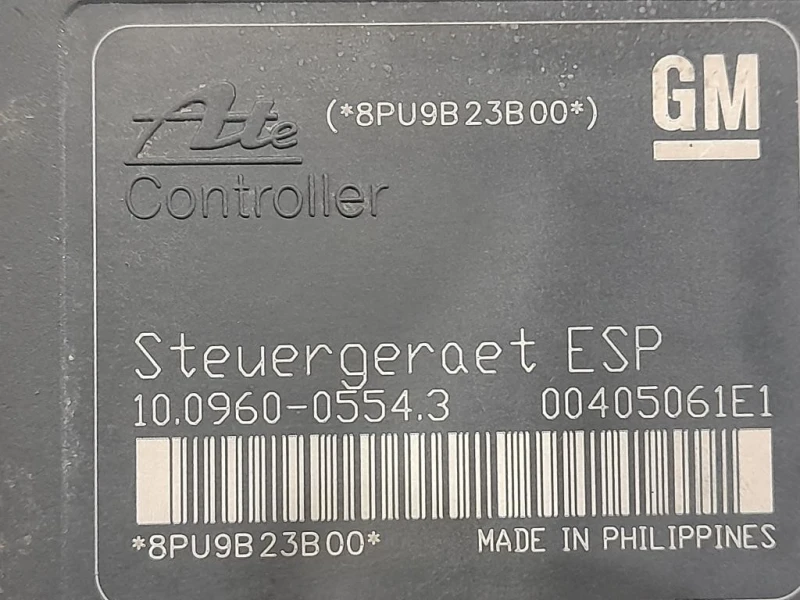 Ate (*8PU9B23B00*) GM
Controller
Steuergeraet ESP
10.0960-0554.3 00405061E1
*8PU9B23B00* MADE IN PHILIPPINES